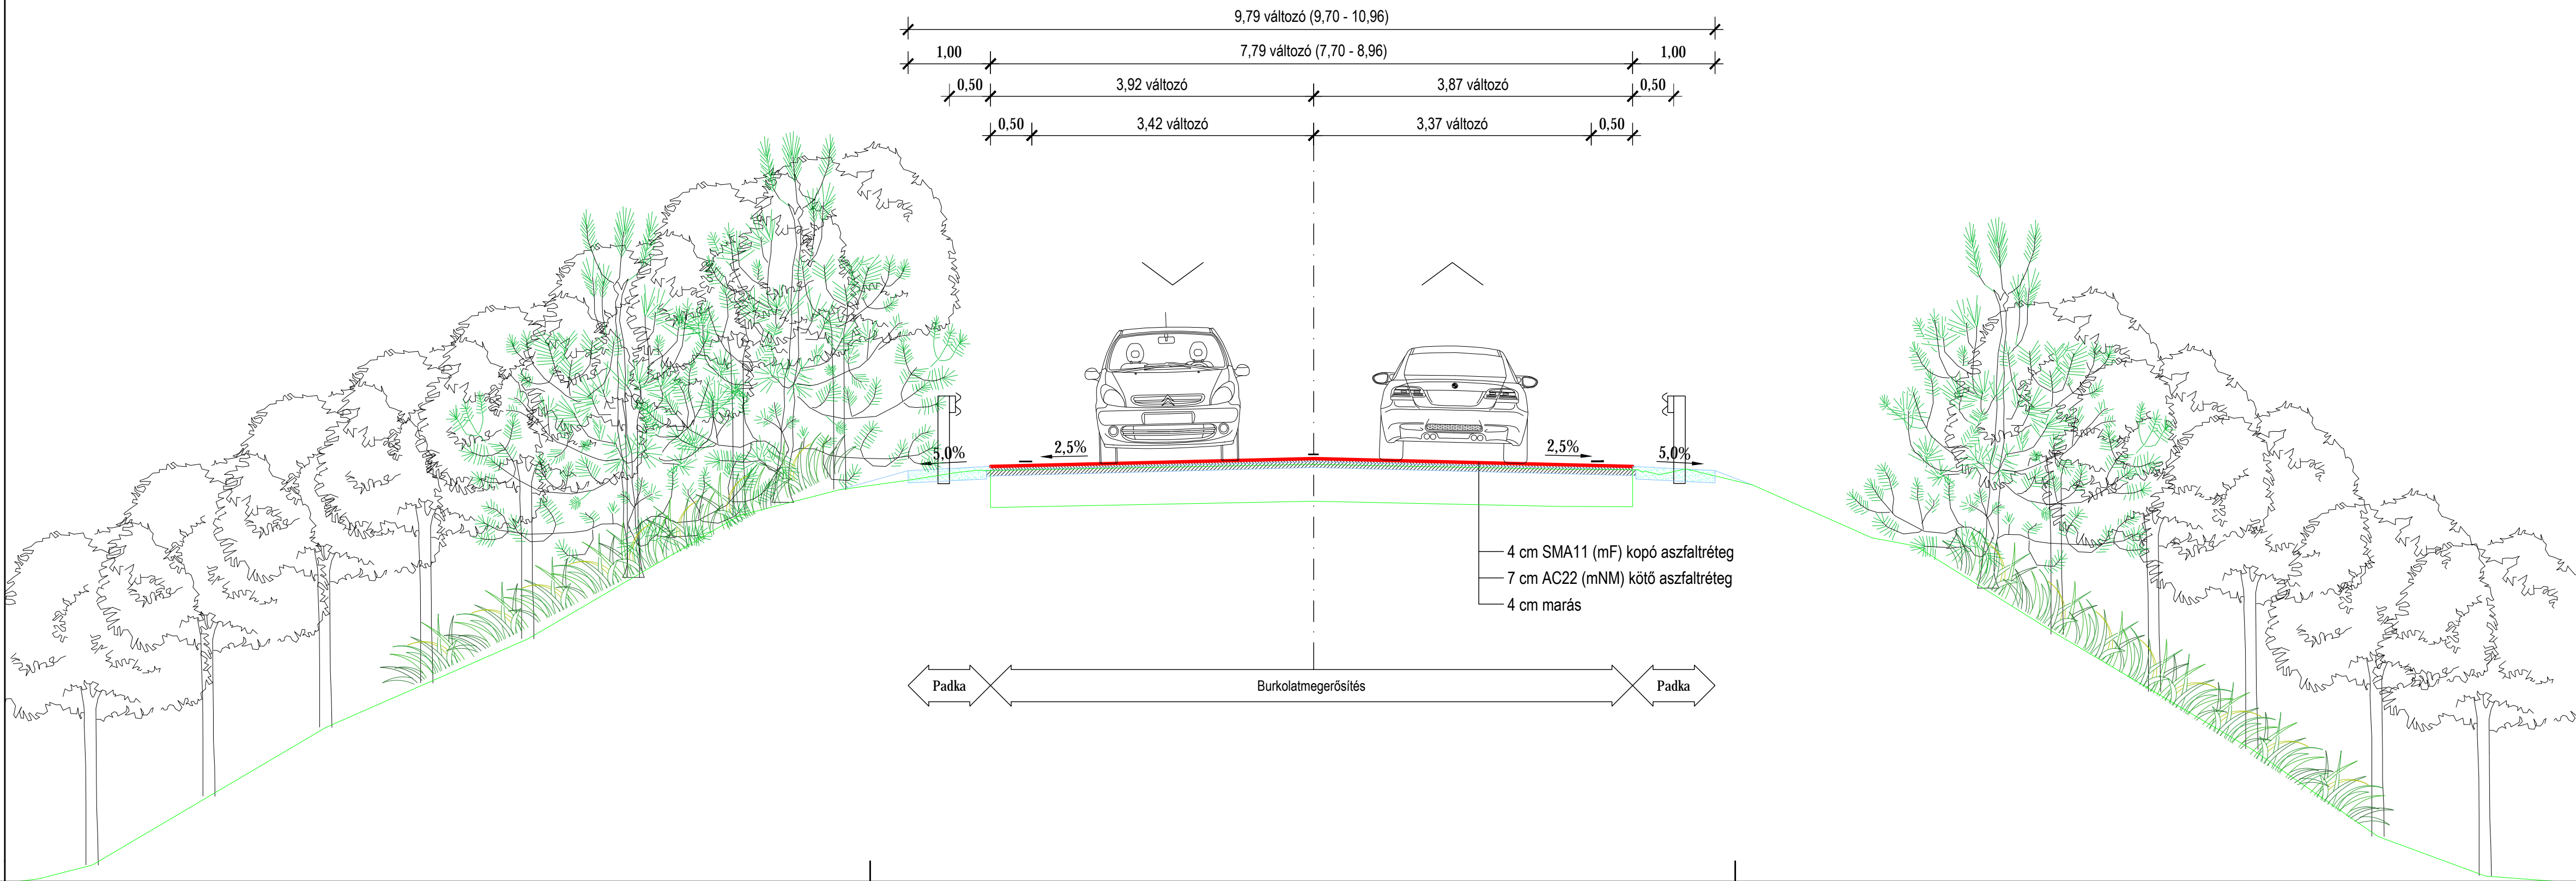 9,79 változó (9,70 - 10,96)
1,00
7,79 változó (7,70 - 8,96)
1,00
0,50
3,92 változó
3,87 változó
0,50
0,50
3,42 változó
3,37 változó
0,50
5,0%
2,5%
2,5%
5,0%
4 cm SMA11 (mF) kopó aszfaltréteg
7 cm AC22 (mNM) kötő aszfaltréteg
4 cm marás
Padka
Burkolatmegerősítés
Padka